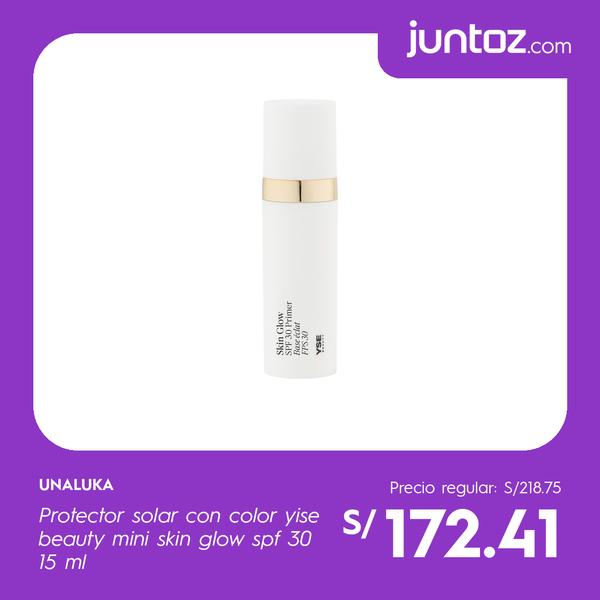 juntoz.com
Skin Glow
SPF 30 Primer
Base éclat
FPS 30
YSE
BEAUTY
UNALUKA
Protector solar con color yise
beauty mini skin glow spf 30
15 ml
Precio regular: S/218.75
S/172.41